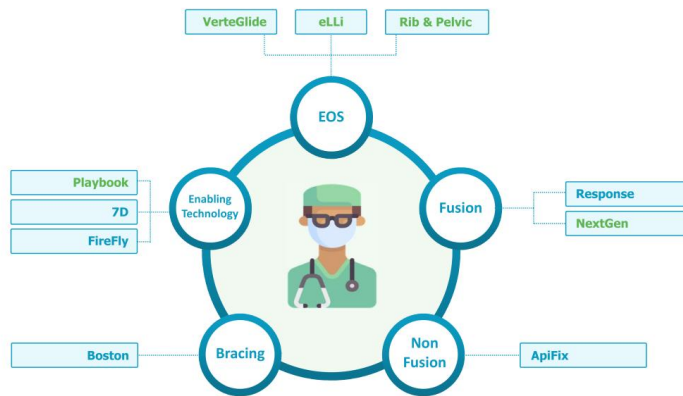 VerteGlide
eLLi
Rib & Pelvic
EOS
Playbook
7D
FireFly
Enabling
Technology
Fusion
Response
NextGen
Boston
Bracing
Non
Fusion
ApiFix